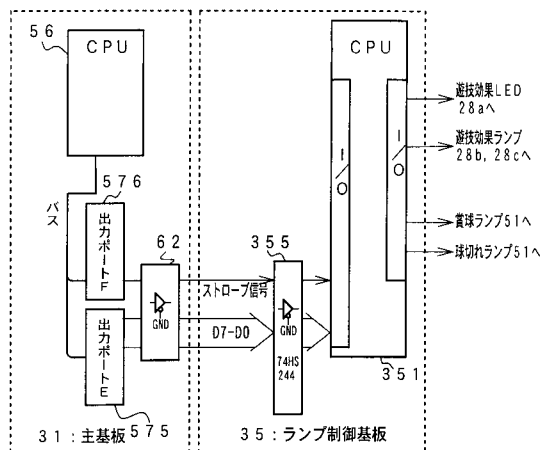 56
CPU
バス
576
出力ポートF
出力ポートE
575
62
GND
ストローブ信号
D7-D0
355
GND
74HS
244
CPU
I/O
I/O
351
遊技効果LED
28aへ
遊技効果ランプ
28b, 28cへ
賞球ランプ51へ
球切れランプ51へ
31:主基板
35:ランプ制御基板